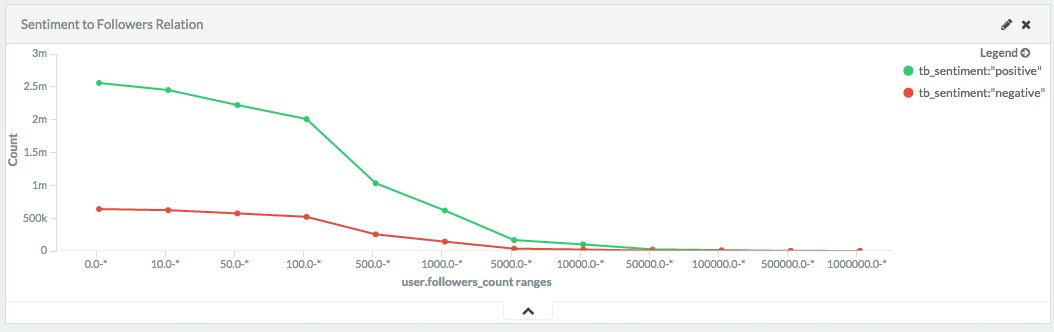 Sentiment to Followers Relation
Legend
tb_sentiment:"positive"
tb_sentiment:"negative"
3m
2.5m
2m
1.5m
1m
500k
0
Count
0.0-* 10.0-* 50.0-* 100.0-* 500.0-* 1000.0-* 5000.0-* 10000.0-* 50000.0-* 100000.0-* 500000.0-* 1000000.0-*
user.followers_count ranges